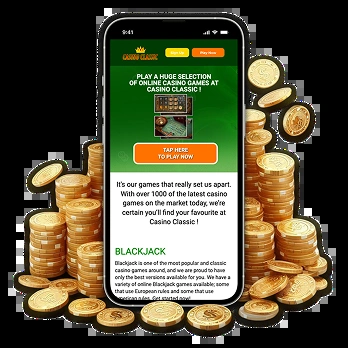 9:41
CASINO CLASSIC
Sign Up
Play Now
PLAY A HUGE SELECTION
OF ONLINE CASINO GAMES AT
CASINO CLASSIC !
TAP HERE
TO PLAY NOW
It's our games that really set us apart.
With over 1000 of the latest casino
games on the market today, we're
certain you'll find your favourite at
Casino Classic !
BLACKJACK
Blackjack is one of the most popular and classic
casino games around, and we are proud to have
only the best versions available for you. We have a
variety of online Blackjack games available; some
that use European rules and some that use
American rules. Get started now!